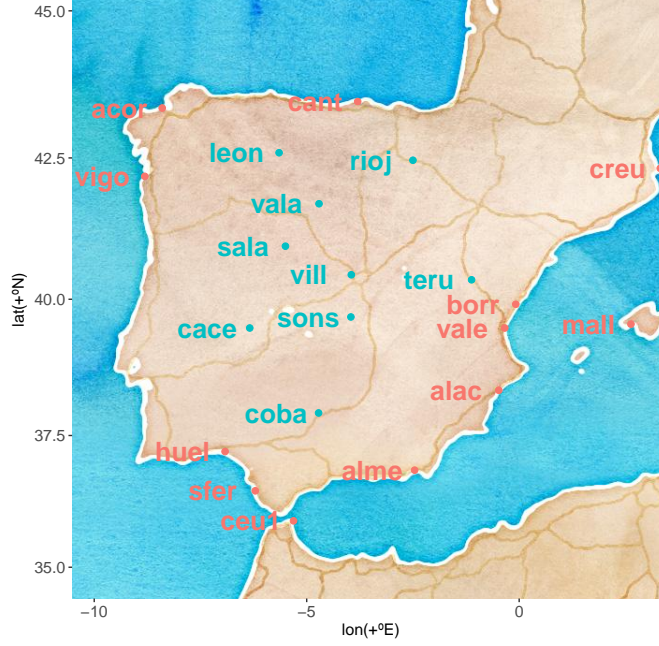 45.0
cant
acor
leon
rioj
42.5
creu
vigo
vala
sala
vill
teru
40.0
borr
sons
mall
cace
vale
alac
coba
37.5
huel
alme
sfer
ceu1
35.0
−10
−5
0
lon(+ºE)
lat(+ºN)